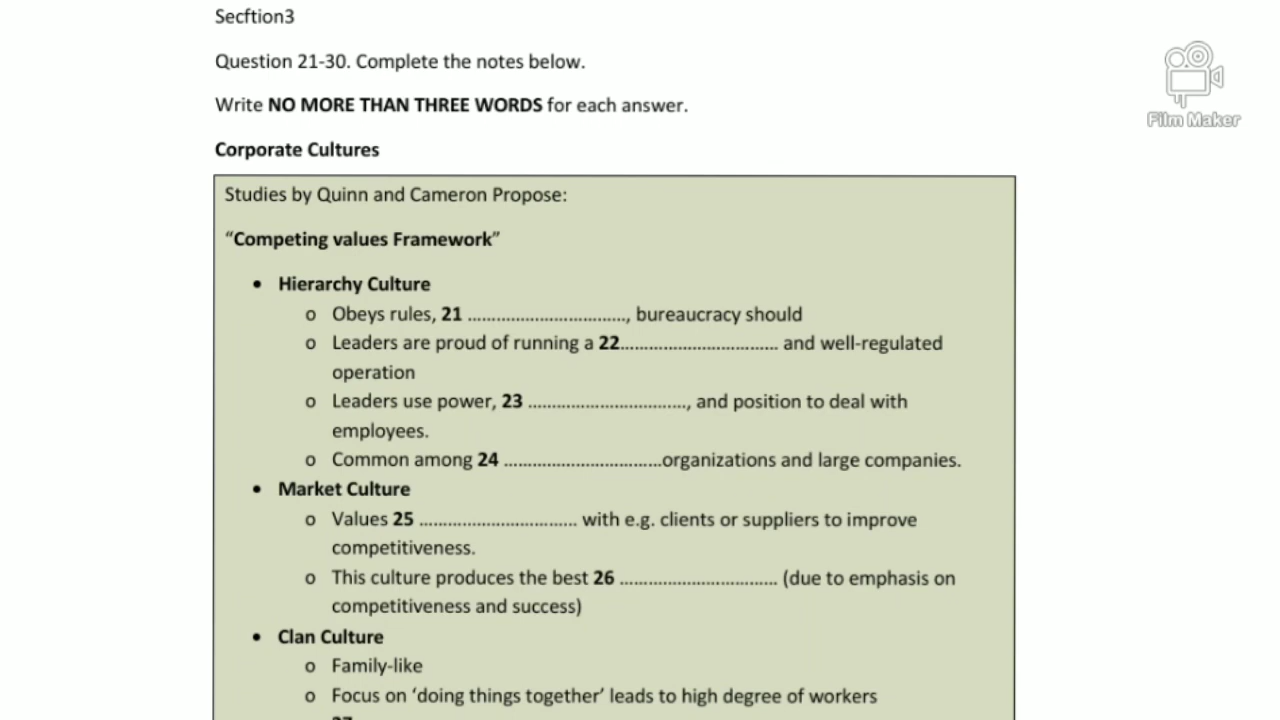 Secftion3
Question 21-30. Complete the notes below.
Write NO MORE THAN THREE WORDS for each answer.
Film Maker
Corporate Cultures
Studies by Quinn and Cameron Propose:
“Competing values Framework”
• Hierarchy Culture
o Obeys rules, 21 ................................., bureaucracy should
o Leaders are proud of running a 22................................. and well-regulated
operation
o Leaders use power, 23 ................................., and position to deal with
employees.
o Common among 24 .................................organizations and large companies.
• Market Culture
o Values 25 ................................. with e.g. clients or suppliers to improve
competitiveness.
o This culture produces the best 26 ................................. (due to emphasis on
competitiveness and success)
• Clan Culture
o Family-like
o Focus on ‘doing things together’ leads to high degree of workers